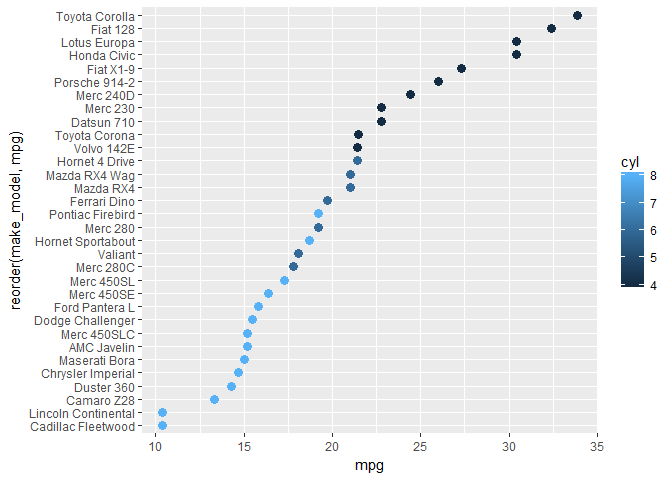 Toyota Corolla
Fiat 128
Lotus Europa
Honda Civic
Fiat X1-9
Porsche 914-2
Merc 240D
Merc 230
Datsun 710
Toyota Corona
Volvo 142E
Hornet 4 Drive
Mazda RX4 Wag
Mazda RX4
Ferrari Dino
Pontiac Firebird
Merc 280
Hornet Sportabout
Valiant
Merc 280C
Merc 450SL
Merc 450SE
Ford Pantera L
Dodge Challenger
Merc 450SLC
AMC Javelin
Maserati Bora
Chrysler Imperial
Duster 360
Camaro Z28
Lincoln Continental
Cadillac Fleetwood
reorder(make_model, mpg)
10 15 20 25 30 35
mpg
cyl
8
7
6
5
4